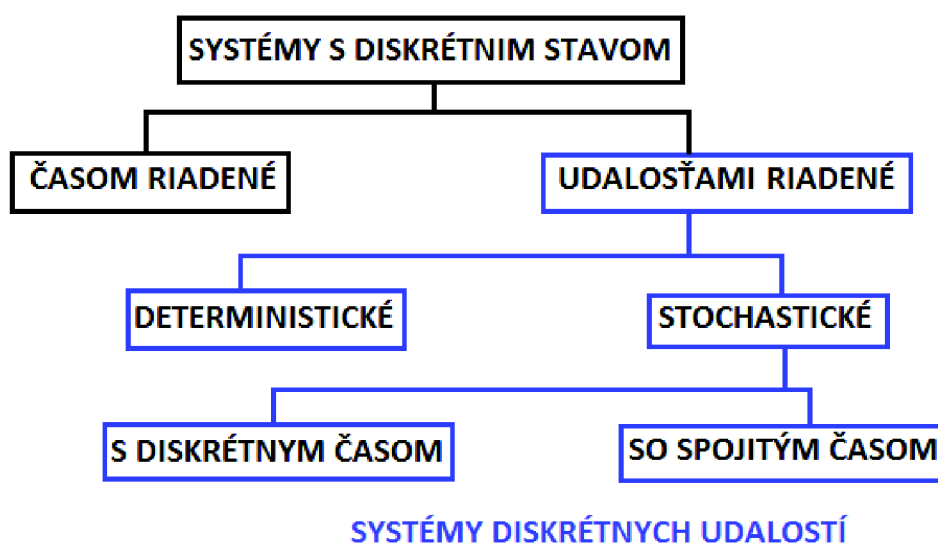 SYSTÉMY S DISKRÉTNIM STAVOM
ČASOM RIADENÉ
UDALOSŤAMI RIADENÉ
DETERMINISTICKÉ
STOCHASTICKÉ
S DISKRÉTNYM ČASOM
SO SPOJITÝM ČASOM
SYSTÉMY DISKRÉTNYCH UDALOSTÍ